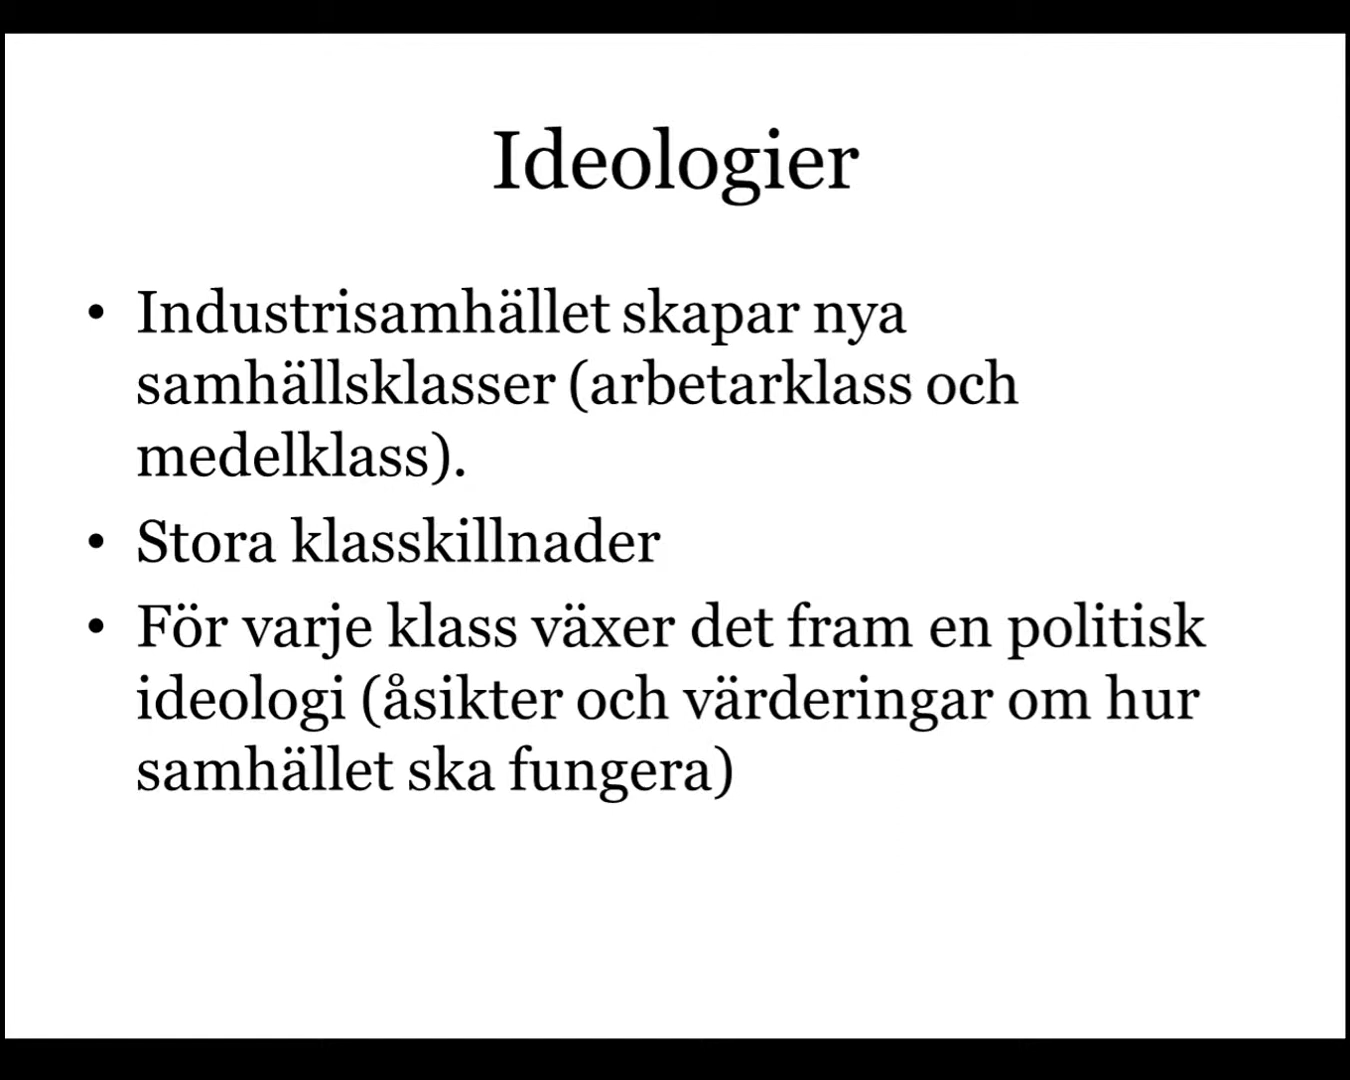 Ideologier
• Industrisamhället skapar nya
samhällsklasser (arbetarklass och
medelklass).
• Stora klasskillnader
• För varje klass växer det fram en politisk
ideologi (åsikter och värderingar om hur
samhället ska fungera)